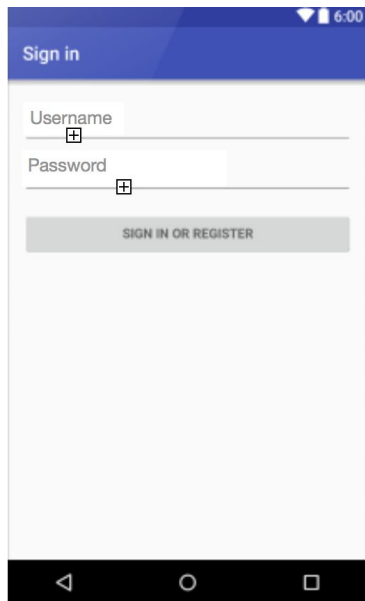 6:00
Sign in
Username
Password
SIGN IN OR REGISTER